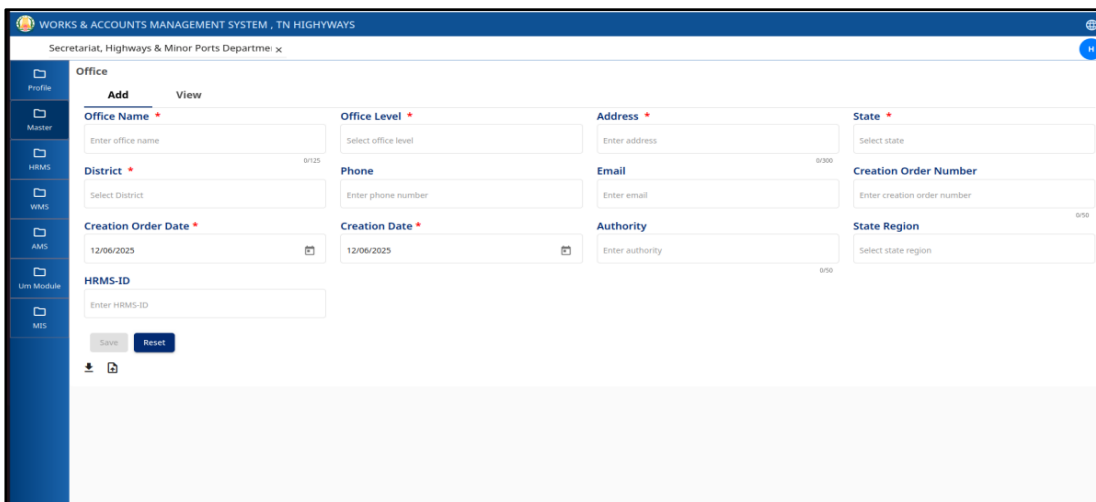 WORKS & ACCOUNTS MANAGEMENT SYSTEM , TN HIGHYWAYS
Secretariat, Highways & Minor Ports Departme: x
H
Profile
Master
HRMS
WMS
AMS
Um Module
MIS
Office
Add View
Office Name * Office Level * Address * State *
Enter office name Select office level Enter address Select state
0/125 0/300
District * Phone Email Creation Order Number
Select District Enter phone number Enter email Enter creation order number
0/50
Creation Order Date * Creation Date * Authority State Region
12/06/2025 12/06/2025 Enter authority Select state region
0/50
HRMS-ID
Enter HRMS-ID
Save Reset